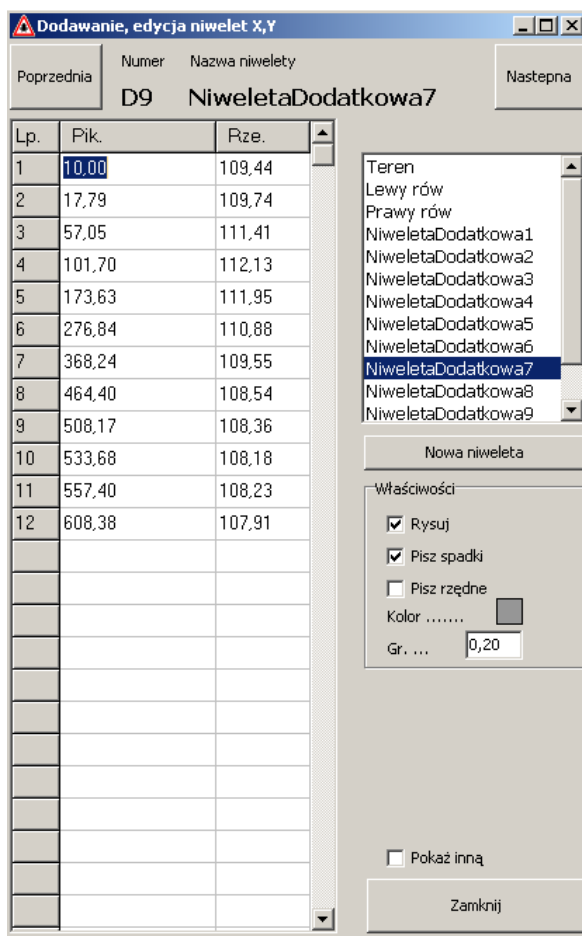 Dodawanie, edycja niwelet X,Y
Poprzednia
Numer
Nazwa niwelety
D9
NiweletaDodatkowa7
Nastepna
Lp. Pik. Rze.
1 10,00 109,44
2 17,79 109,74
3 57,05 111,41
4 101,70 112,13
5 173,63 111,95
6 276,84 110,88
7 368,24 109,55
8 464,40 108,54
9 508,17 108,36
10 533,68 108,18
11 557,40 108,23
12 608,38 107,91
Teren
Lewy rów
Prawy rów
NiweletaDodatkowa1
NiweletaDodatkowa2
NiweletaDodatkowa3
NiweletaDodatkowa4
NiweletaDodatkowa5
NiweletaDodatkowa6
NiweletaDodatkowa7
NiweletaDodatkowa8
NiweletaDodatkowa9
Nowa niweleta
Właściwości
Rysuj
Pisz spadki
Pisz rzędne
Kolor .......
Gr. ... 0,20
Pokaż inną
Zamknij